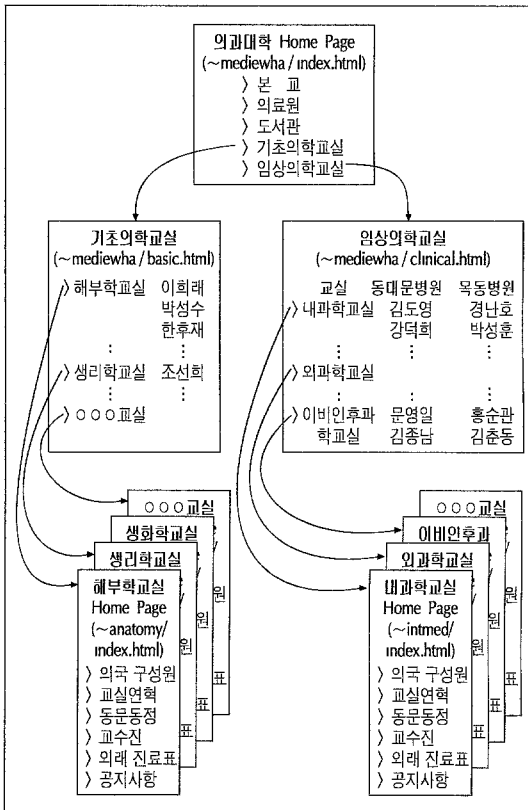 의과대학 Home Page
(~mediewha / index.html)
〉본 교
〉의료원
〉도서관
〉기초의학교실
〉임상의학교실
기초의학교실
(~mediewha / basic.html)
〉해부학교실 이희래
박성수
한후재
⋮ ⋮
〉생리학교실 조선희
⋮ ⋮
〉○○○교실
임상의학교실
(~mediewha / clinical.html)
교실 동대문병원 목동병원
〉내과학교실 김도영 경난호
강덕희 박성훈
⋮ ⋮ ⋮
〉외과학교실
⋮ ⋮ ⋮
〉이비인후과 문영일 홍순관
학교실 김종남 김춘동
○○○교실
생화학교실
생리학교실
해부학교실
Home Page
(~anatomy/
index.html)
〉의국 구성원
〉교실연혁
〉동문동정
〉교수진
〉외래 진료표
〉공지사항
원
원
표
표
○○○교실
이비인후과
외과학교실
내과학교실
Home Page
(~intmed/
index.html)
〉의국 구성원
〉교실연혁
〉동문동정
〉교수진
〉외래 진료표
〉공지사항
원
원
표
표